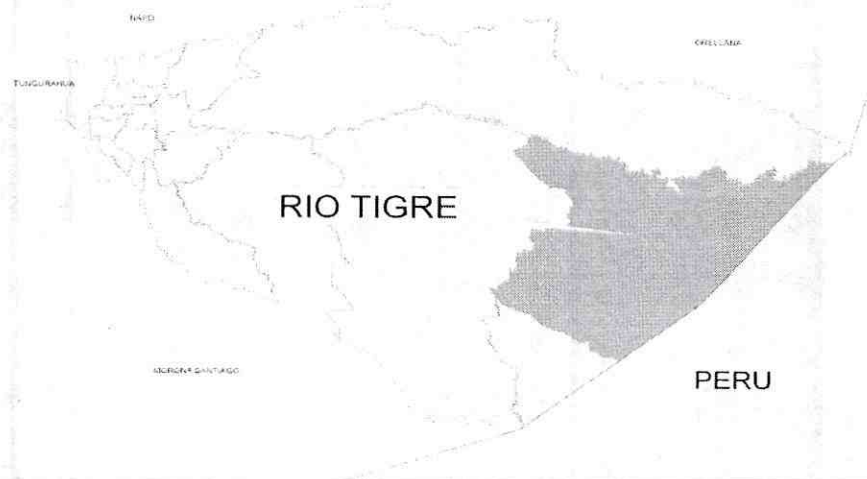 NAPO
ORELLANA
TUNGURAHUA
RIO TIGRE
MORONA SANTIAGO
PERU